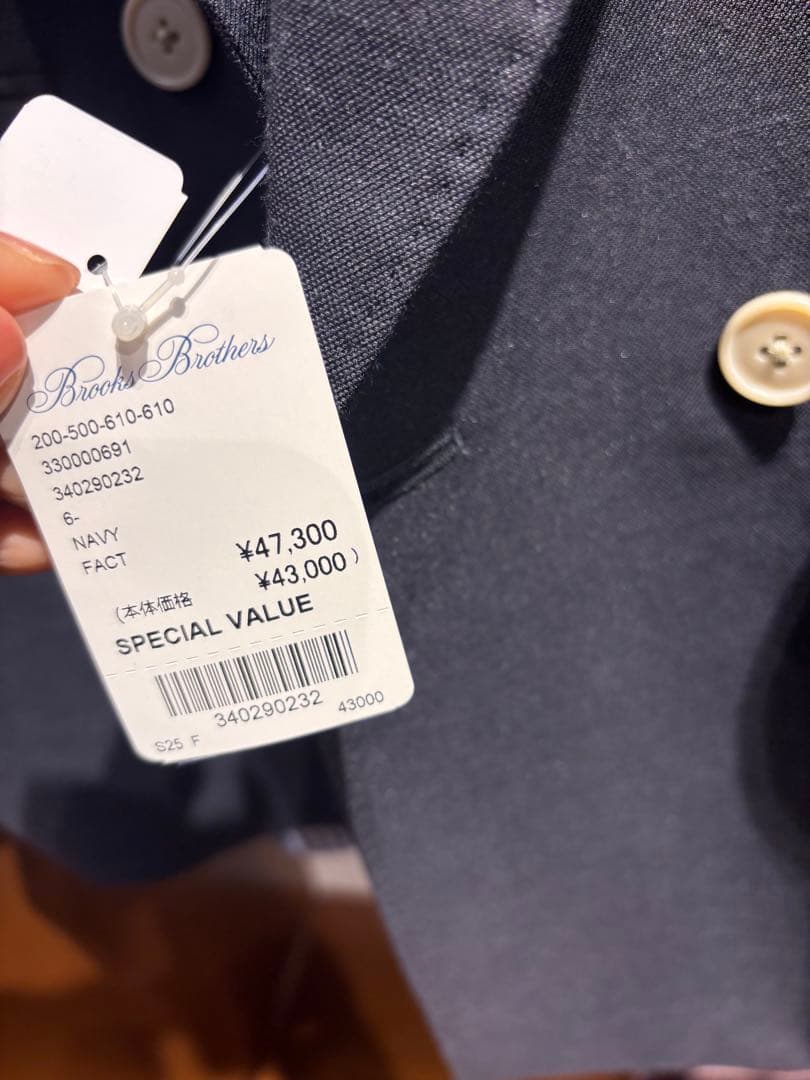 Brooks Brothers
200-500-610-610
330000691
340290232
6-
NAVY
FACT
¥47,300
(本体価格 ¥43,000)
SPECIAL VALUE
340290232 43000
S25 F